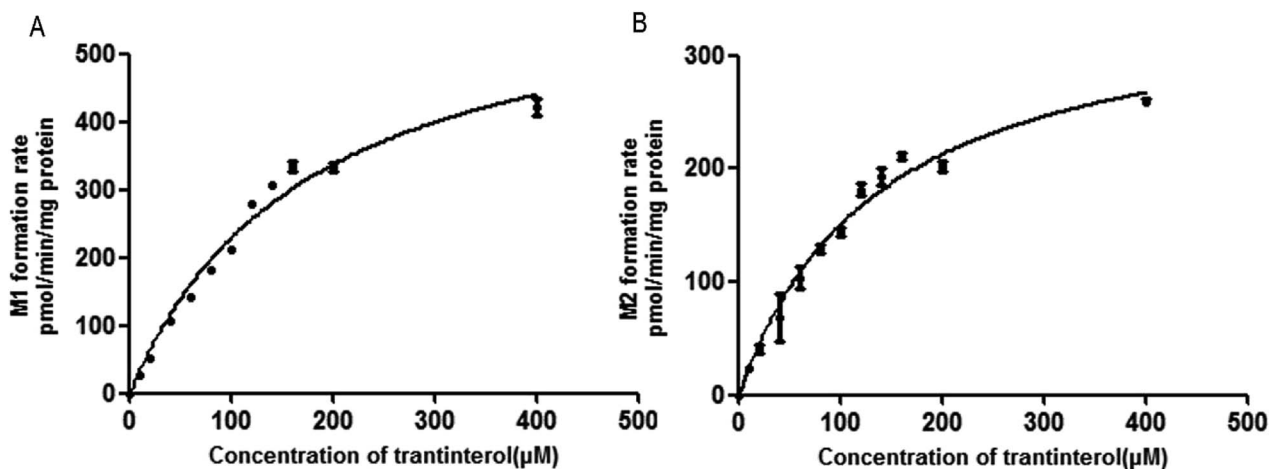 A
M1 formation rate
pmol/min/mg protein
500
400
300
200
100
0
0 100 200 300 400 500
Concentration of trantinterol(µM)
B
M2 formation rate
pmol/min/mg protein
300
200
100
0
0 100 200 300 400 500
Concentration of trantinterol(µM)